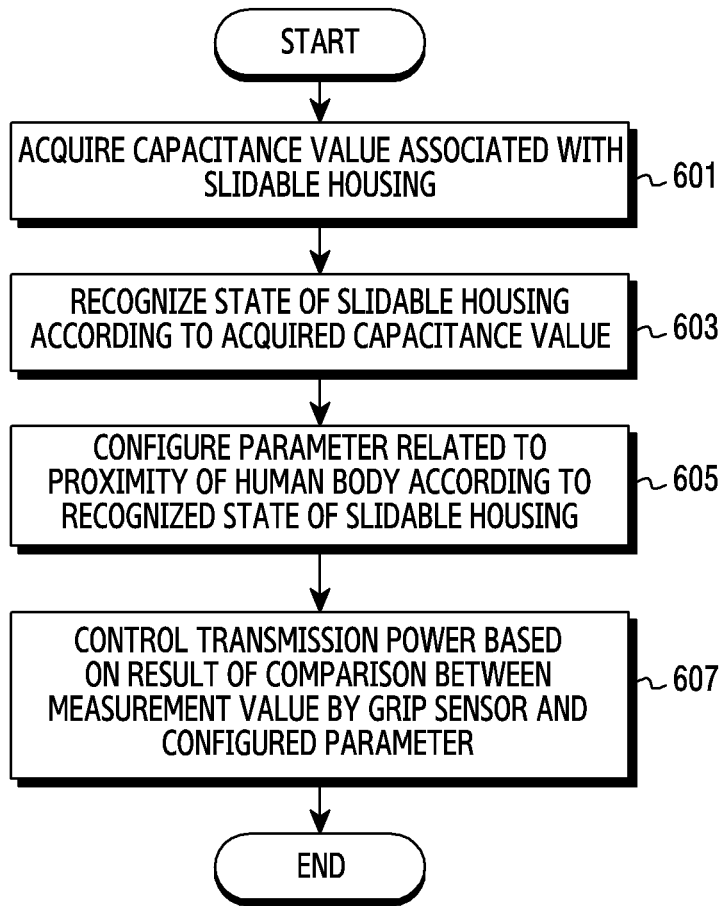 START
ACQUIRE CAPACITANCE VALUE ASSOCIATED WITH
SLIDABLE HOUSING
601
RECOGNIZE STATE OF SLIDABLE HOUSING
ACCORDING TO ACQUIRED CAPACITANCE VALUE
603
CONFIGURE PARAMETER RELATED TO
PROXIMITY OF HUMAN BODY ACCORDING TO
RECOGNIZED STATE OF SLIDABLE HOUSING
605
CONTROL TRANSMISSION POWER BASED
ON RESULT OF COMPARISON BETWEEN
MEASUREMENT VALUE BY GRIP SENSOR AND
CONFIGURED PARAMETER
607
END